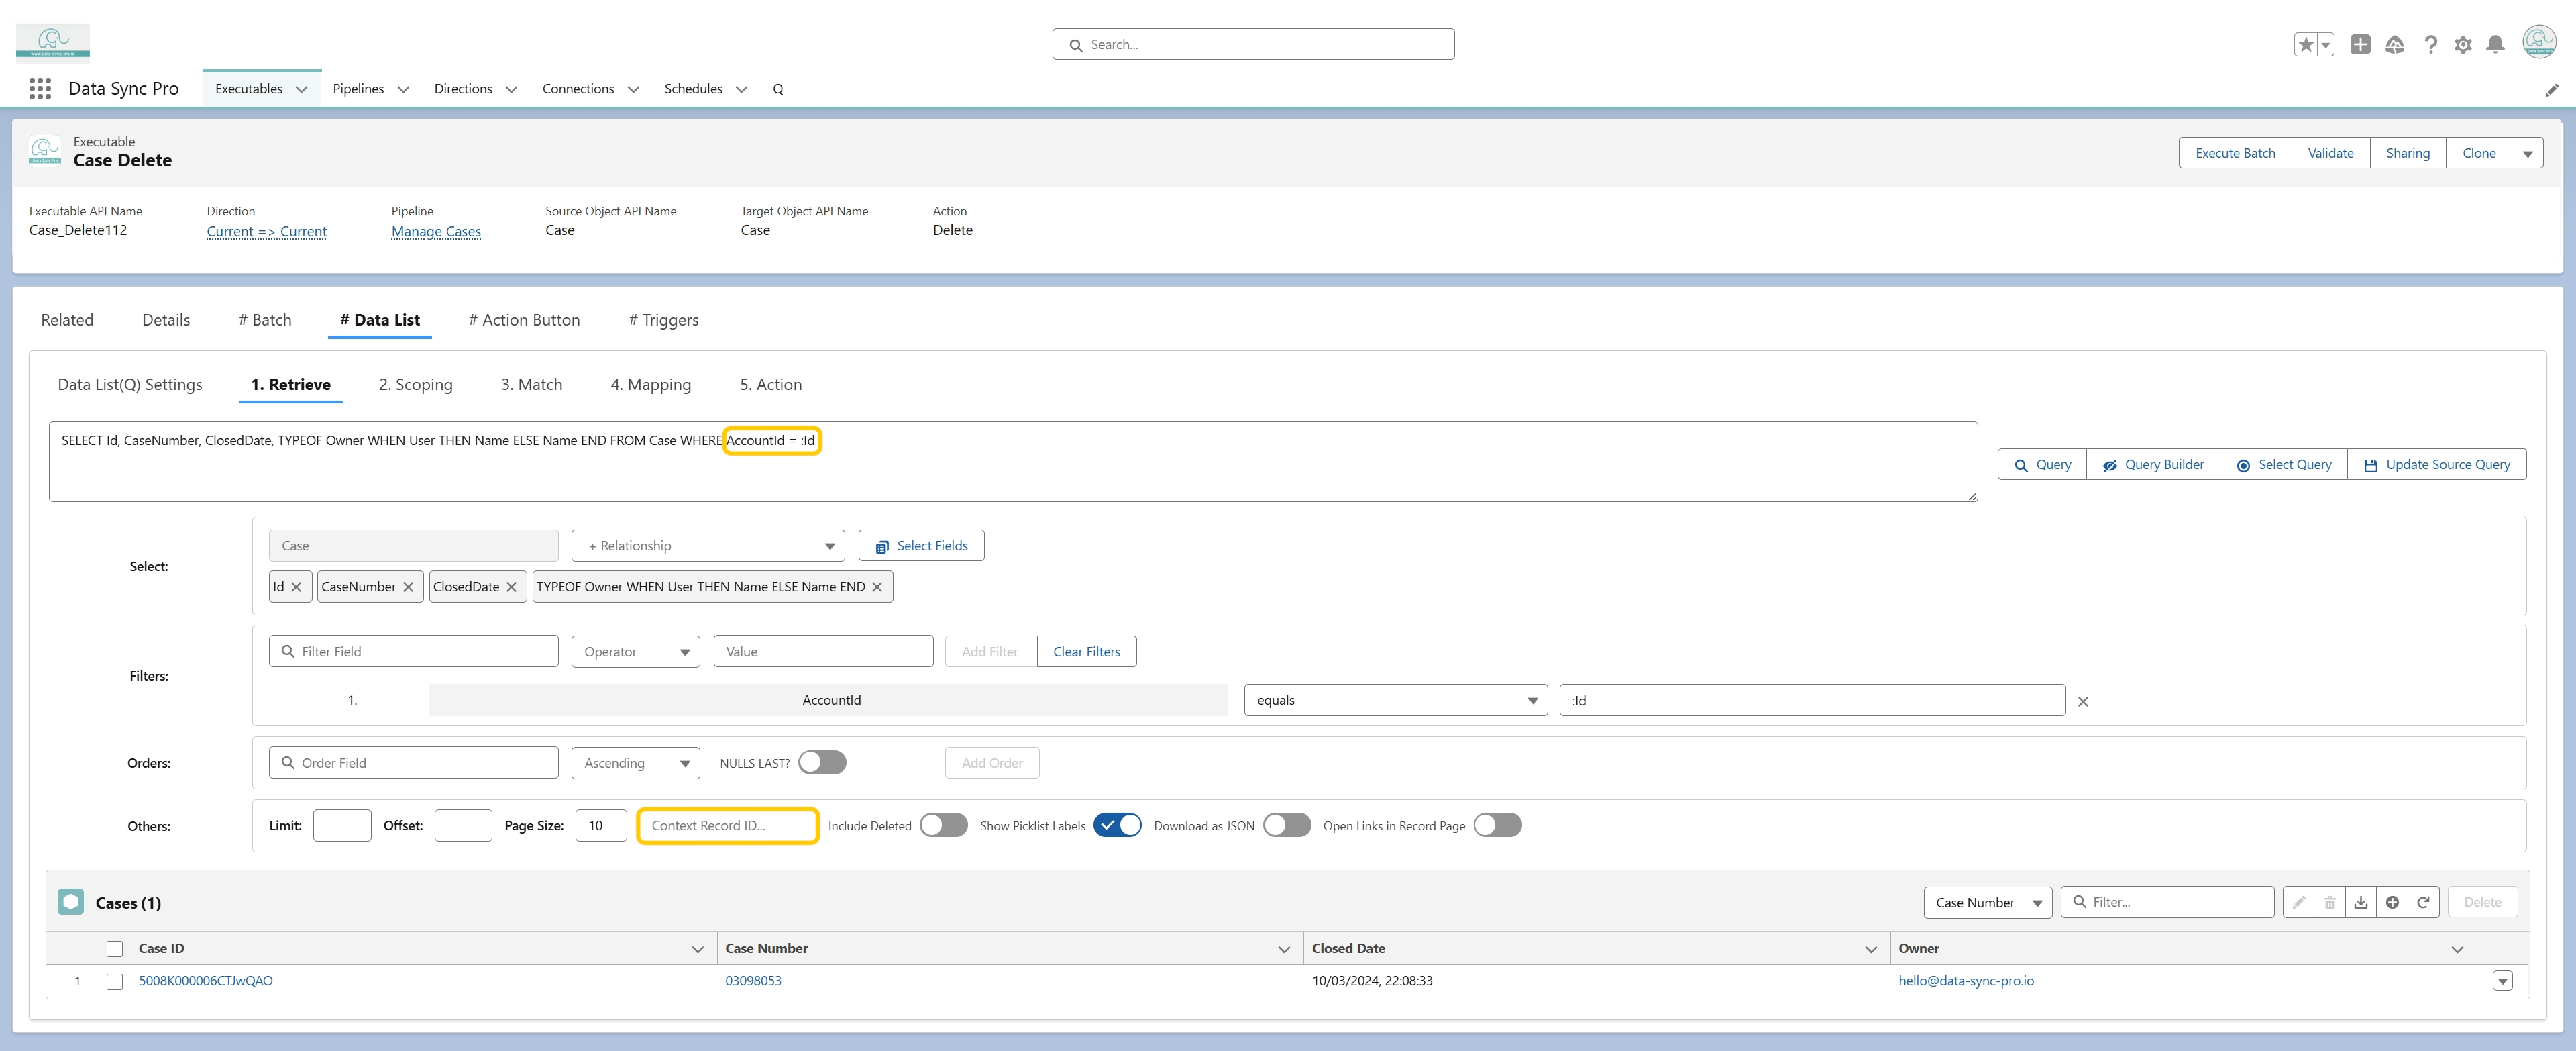 www.data-sync-pro.io
Search...
Data Sync Pro
Executables
Pipelines
Directions
Connections
Schedules
Q
Executable
Case Delete
Execute Batch
Validate
Sharing
Clone
Executable API Name
Direction
Pipeline
Source Object API Name
Target Object API Name
Action
Case_Delete112
Current => Current
Manage Cases
Case
Case
Delete
Related
Details
# Batch
# Data List
# Action Button
# Triggers
Data List(Q) Settings
1. Retrieve
2. Scoping
3. Match
4. Mapping
5. Action
SELECT Id, CaseNumber, ClosedDate, TYPEOF Owner WHEN User THEN Name ELSE Name END FROM Case WHERE AccountId = :Id
Query
Query Builder
Select Query
Update Source Query
Select:
Case
+ Relationship
Select Fields
Id
CaseNumber
ClosedDate
TYPEOF Owner WHEN User THEN Name ELSE Name END
Filters:
Filter Field
Operator
Value
Add Filter
Clear Filters
1.
AccountId
equals
:Id
Orders:
Order Field
Ascending
NULLS LAST?
Add Order
Others:
Limit:
Offset:
Page Size:
10
Context Record ID...
Include Deleted
Show Picklist Labels
Download as JSON
Open Links in Record Page
Cases (1)
Case Number
Filter...
Delete
Case ID
Case Number
Closed Date
Owner
1
5008K000006CTJwQAO
03098053
10/03/2024, 22:08:33
hello@data-sync-pro.io